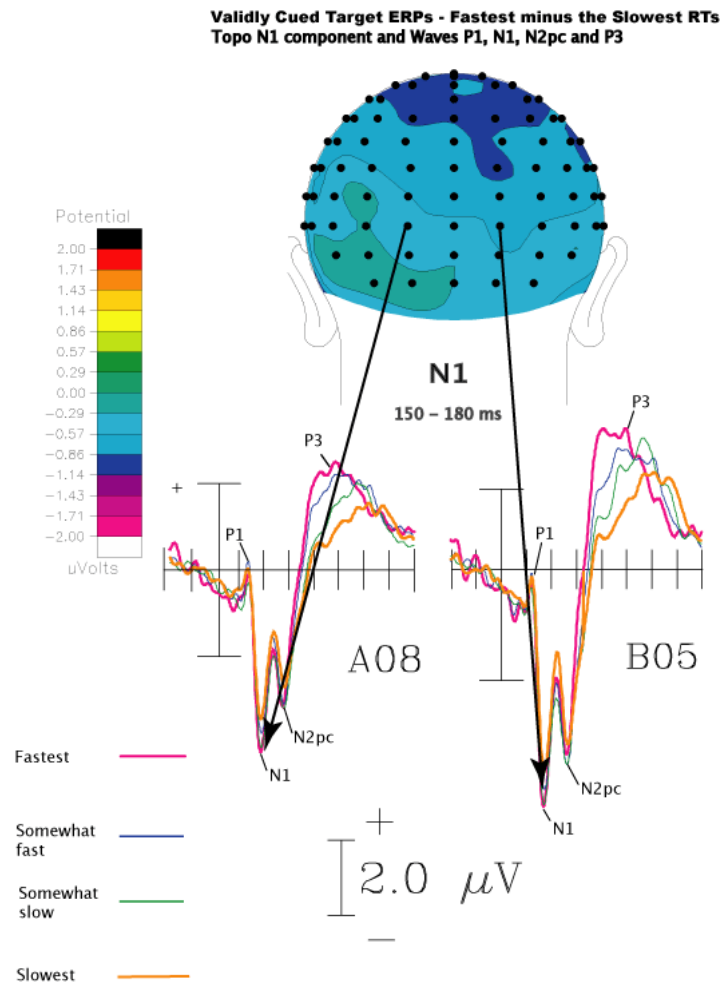 Validly Cued Target ERPs - Fastest minus the Slowest RTs
Topo N1 component and Waves P1, N1, N2pc and P3
Potential
2.00
1.71
1.43
1.14
0.86
0.57
0.29
0.00
−0.29
−0.57
−0.86
−1.14
−1.43
−1.71
−2.00
µVolts
N1
150 – 180 ms
+
P3
P1
A08
N2pc
N1
P3
P1
B05
N2pc
N1
Fastest
Somewhat
fast
Somewhat
slow
Slowest
+
2.0 µV
−